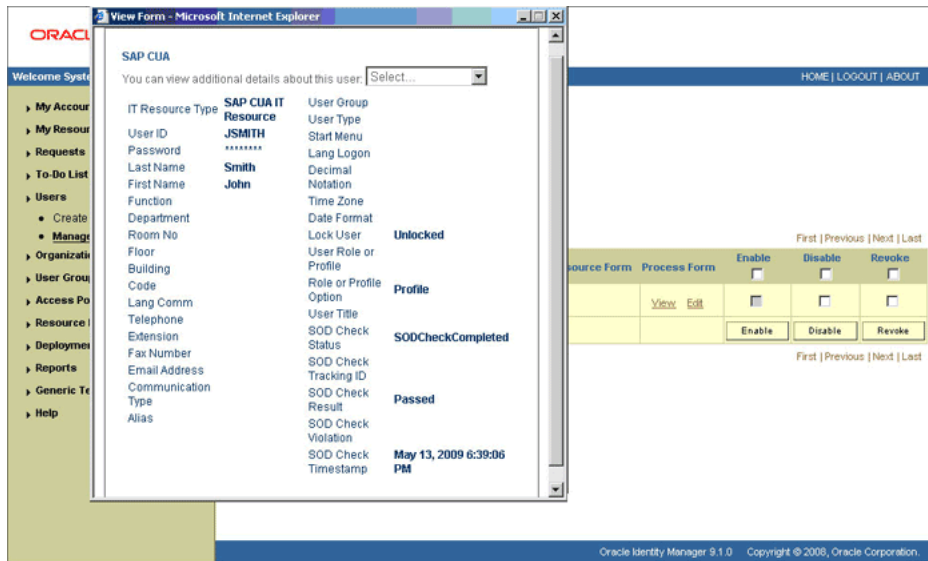 View Form - Microsoft Internet Explorer
ORACL
Welcome Syste
HOME | LOGOUT | ABOUT
My Accour
My Resour
Requests
To-Do List
Users
Create
Manage
Organizati
User Grou
Access Po
Resource
Deployme
Reports
Generic Te
Help
SAP CUA
You can view additional details about this user: Select...
IT Resource Type SAP CUA IT
Resource
User ID JSMITH
Password ********
Last Name Smith
First Name John
Function
Department
Room No
Floor
Building
Code
Lang Comm
Telephone
Extension
Fax Number
Email Address
Communication
Type
Alias
User Group
User Type
Start Menu
Lang Logon
Decimal
Notation
Time Zone
Date Format
Lock User Unlocked
User Role or
Profile
Role or Profile
Option Profile
User Title
SOD Check
Status SODCheckCompleted
SOD Check
Tracking ID
SOD Check
Result Passed
SOD Check
Violation
SOD Check May 13, 2009 6:39:06
Timestamp PM
First | Previous | Next | Last
source Form Process Form Enable Disable Revoke
View Edit
Enable Disable Revoke
First | Previous | Next | Last
Oracle Identity Manager 9.1.0 Copyright © 2008, Oracle Corporation.